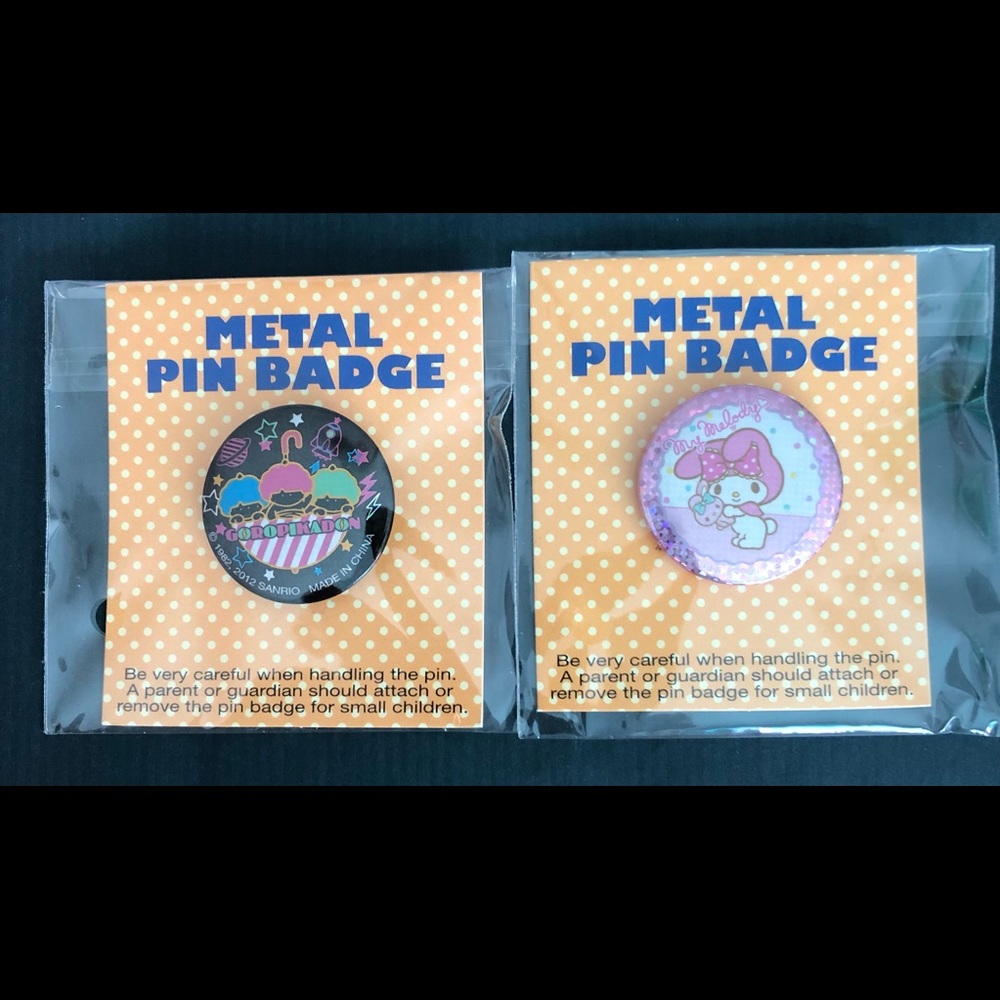 METAL
PIN BADGE
GOROPIKADON
© 1982, 2012 SANRIO MADE IN CHINA
Be very careful when handling the pin.
A parent or guardian should attach or
remove the pin badge for small children.
METAL
PIN BADGE
My Melody
Be very careful when handling the pin.
A parent or guardian should attach or
remove the pin badge for small children.